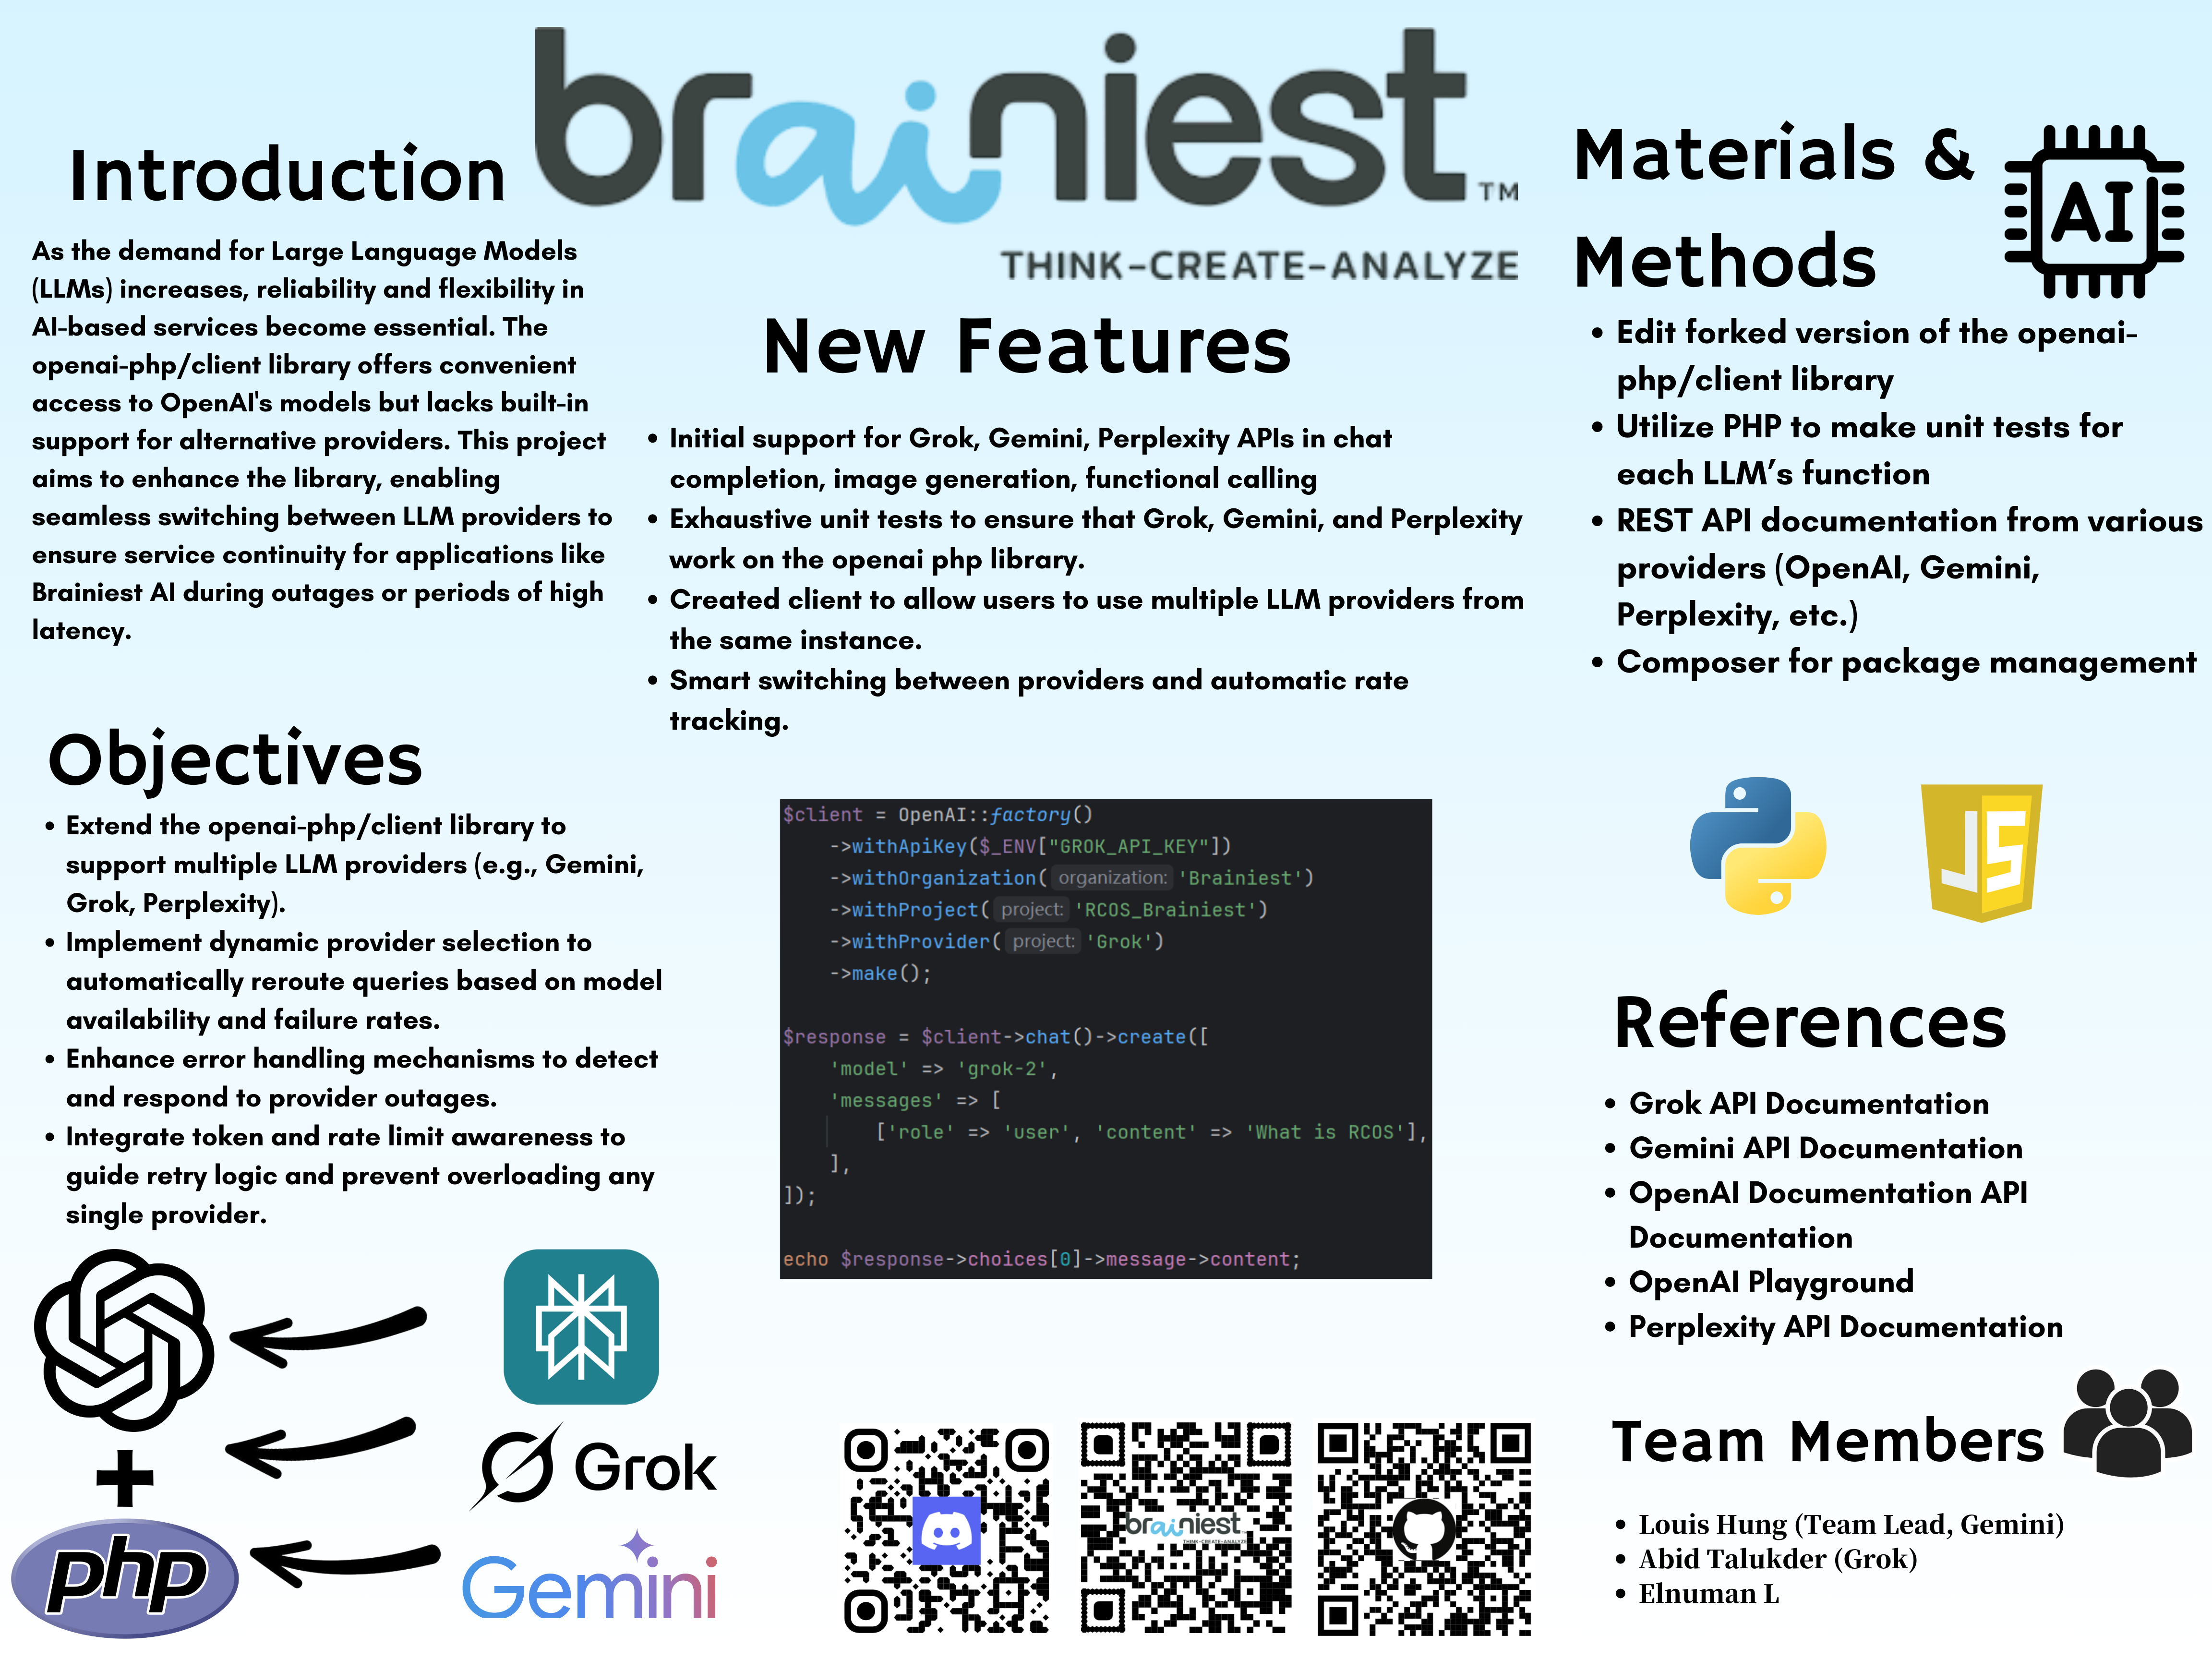 brainiest™
THINK-CREATE-ANALYZE
Introduction
As the demand for Large Language Models
(LLMs) increases, reliability and flexibility in
AI-based services become essential. The
openai-php/client library offers convenient
access to OpenAI's models but lacks built-in
support for alternative providers. This project
aims to enhance the library, enabling
seamless switching between LLM providers to
ensure service continuity for applications like
Brainiest AI during outages or periods of high
latency.
Objectives
• Extend the openai-php/client library to
support multiple LLM providers (e.g., Gemini,
Grok, Perplexity).
• Implement dynamic provider selection to
automatically reroute queries based on model
availability and failure rates.
• Enhance error handling mechanisms to detect
and respond to provider outages.
• Integrate token and rate limit awareness to
guide retry logic and prevent overloading any
single provider.
+
php
Grok
Gemini
New Features
• Initial support for Grok, Gemini, Perplexity APIs in chat
completion, image generation, functional calling
• Exhaustive unit tests to ensure that Grok, Gemini, and Perplexity
work on the openai php library.
• Created client to allow users to use multiple LLM providers from
the same instance.
• Smart switching between providers and automatic rate
tracking.
$client = OpenAI::factory()
->withApiKey($_ENV["GROK_API_KEY"])
->withOrganization( organization: 'Brainiest')
->withProject( project: 'RCOS_Brainiest')
->withProvider( project: 'Grok')
->make();
$response = $client->chat()->create([
'model' => 'grok-2',
'messages' => [
['role' => 'user', 'content' => 'What is RCOS'],
],
]);
echo $response->choices[0]->message->content;
brainiest
THINK-CREATE-ANALYZE
Materials &
Methods
AI
• Edit forked version of the openai-
php/client library
• Utilize PHP to make unit tests for
each LLM’s function
• REST API documentation from various
providers (OpenAI, Gemini,
Perplexity, etc.)
• Composer for package management
JS
References
• Grok API Documentation
• Gemini API Documentation
• OpenAI Documentation API
Documentation
• OpenAI Playground
• Perplexity API Documentation
Team Members
• Louis Hung (Team Lead, Gemini)
• Abid Talukder (Grok)
• Elnuman L